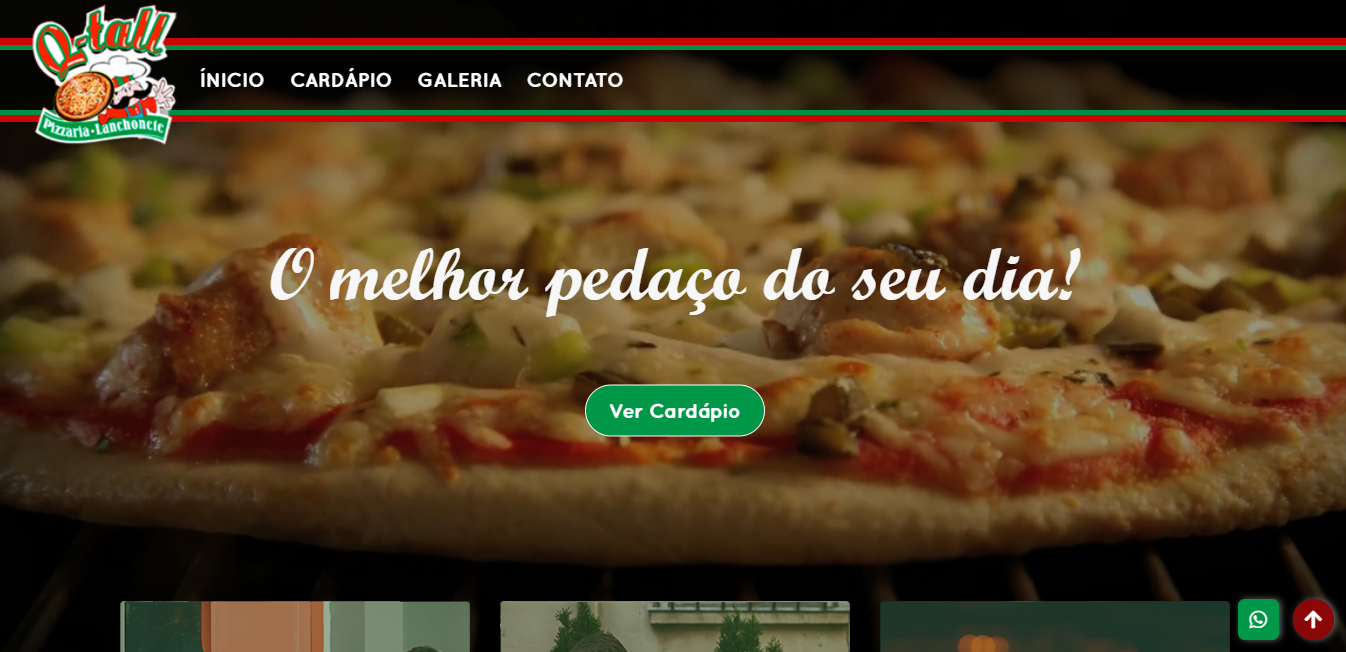 Q-tall
Pizzaria · Lanchonete
ÍNICIO CARDÁPIO GALERIA CONTATO
O melhor pedaço do seu dia!
Ver Cardápio